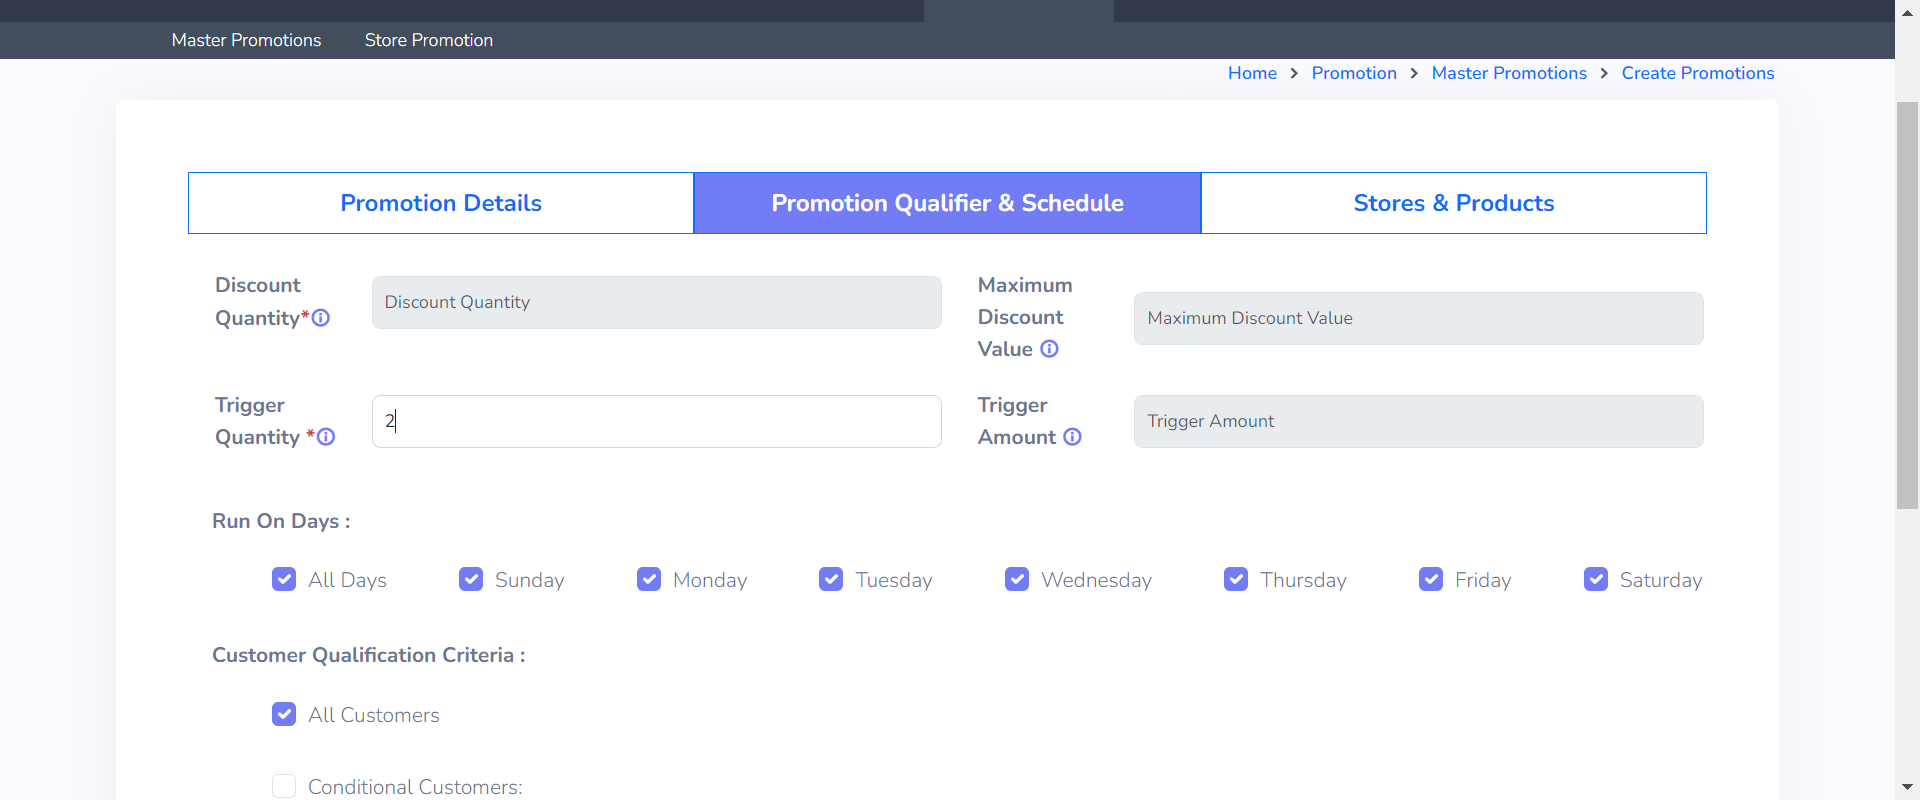 Master Promotions Store Promotion
Home > Promotion > Master Promotions > Create Promotions
Promotion Details Promotion Qualifier & Schedule Stores & Products
Discount Quantity* Discount Quantity
Maximum Discount Value Maximum Discount Value
Trigger Quantity * 2
Trigger Amount Trigger Amount
Run On Days :
All Days Sunday Monday Tuesday Wednesday Thursday Friday Saturday
Customer Qualification Criteria :
All Customers
Conditional Customers: